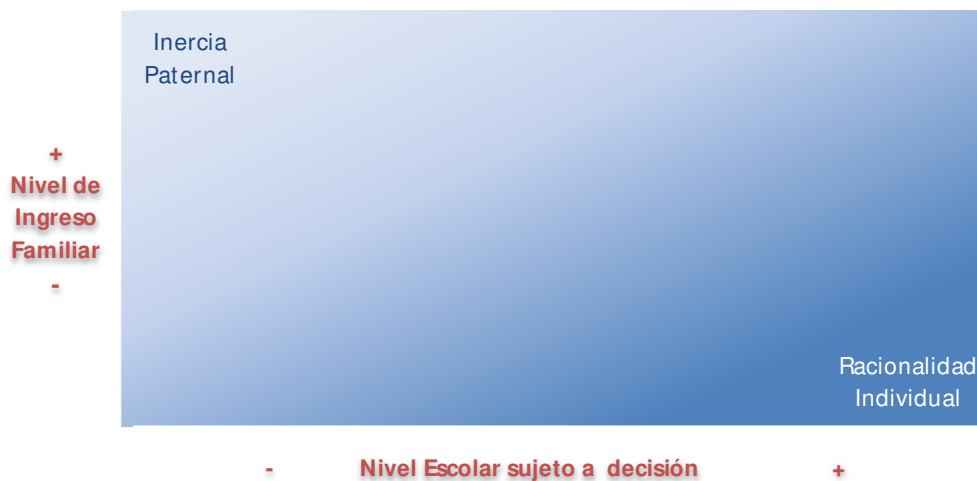 Inercia
Paternal
+
Nivel de
Ingreso
Familiar
-
Racionalidad
Individual
- Nivel Escolar sujeto a decisión +